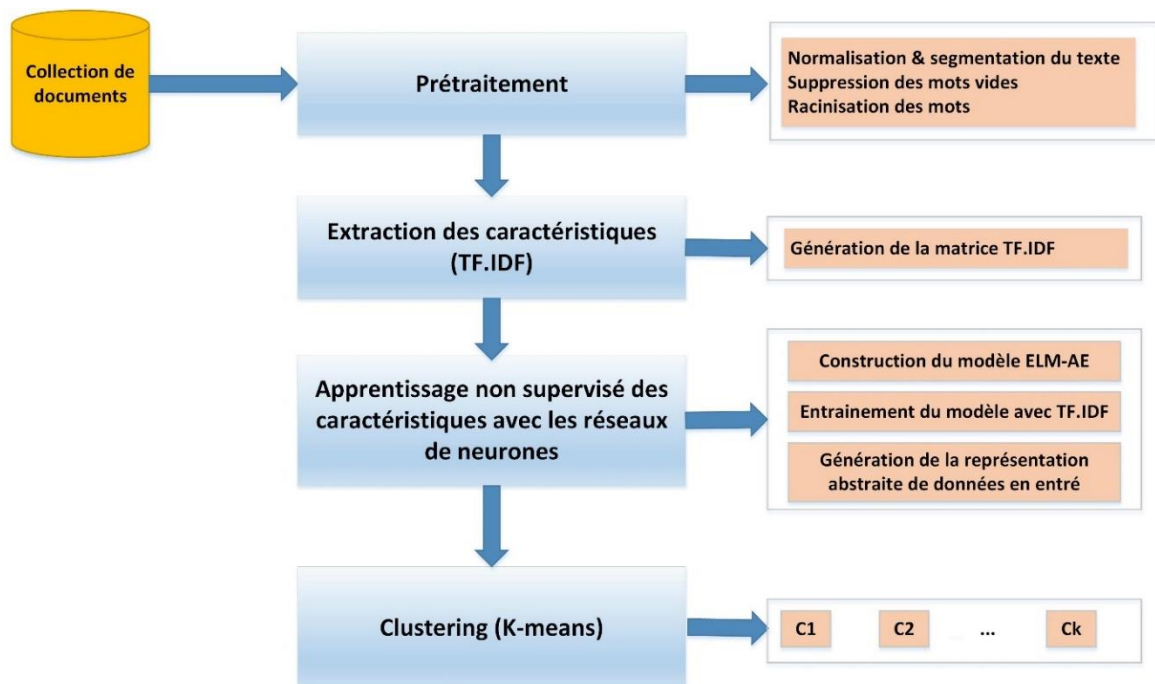 Collection de
documents
Prétraitement
Normalisation & segmentation du texte
Suppression des mots vides
Racinisation des mots
Extraction des caractéristiques
(TF.IDF)
Génération de la matrice TF.IDF
Apprentissage non supervisé des
caractéristiques avec les réseaux
de neurones
Construction du modèle ELM-AE
Entrainement du modèle avec TF.IDF
Génération de la représentation
abstraite de données en entré
Clustering (K-means)
C1 C2 ... Ck